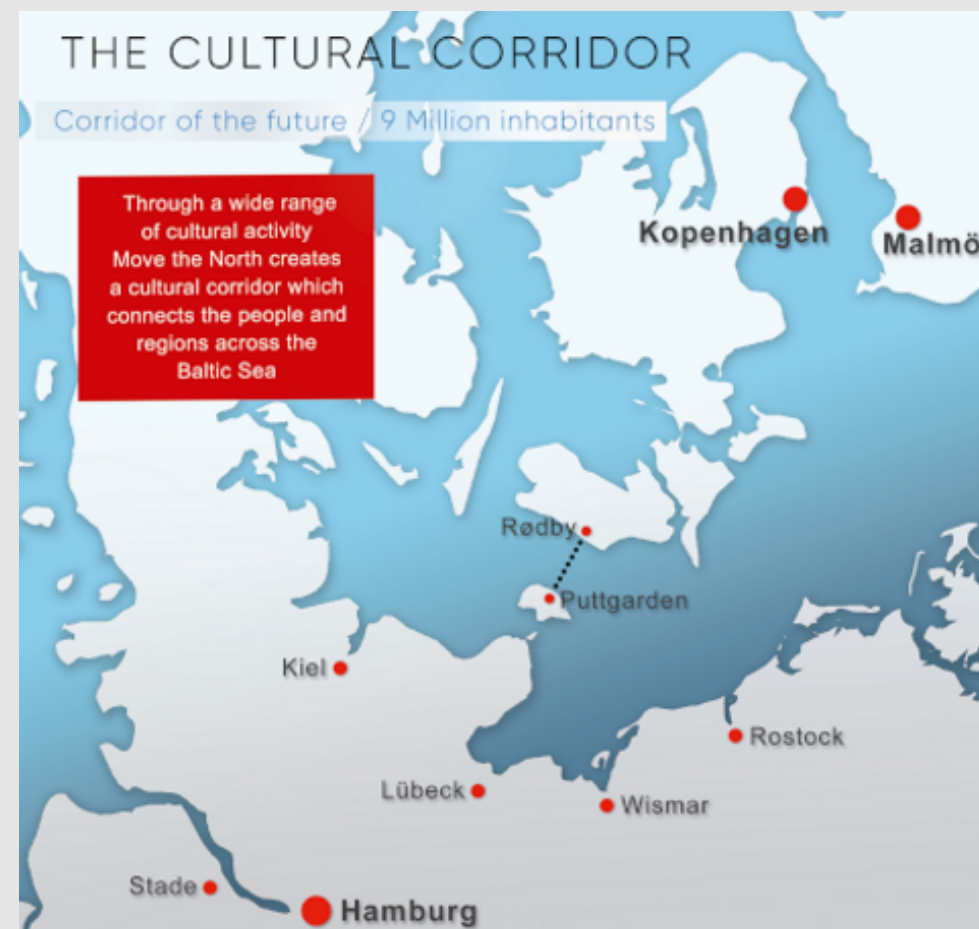 THE CULTURAL CORRIDOR
Corridor of the future / 9 Million inhabitants
Through a wide range
of cultural activity
Move the North creates
a cultural corridor which
connects the people and
regions across the
Baltic Sea
Kopenhagen
Malmö
Rødby
Puttgarden
Kiel
Rostock
Lübeck
Wismar
Stade
Hamburg